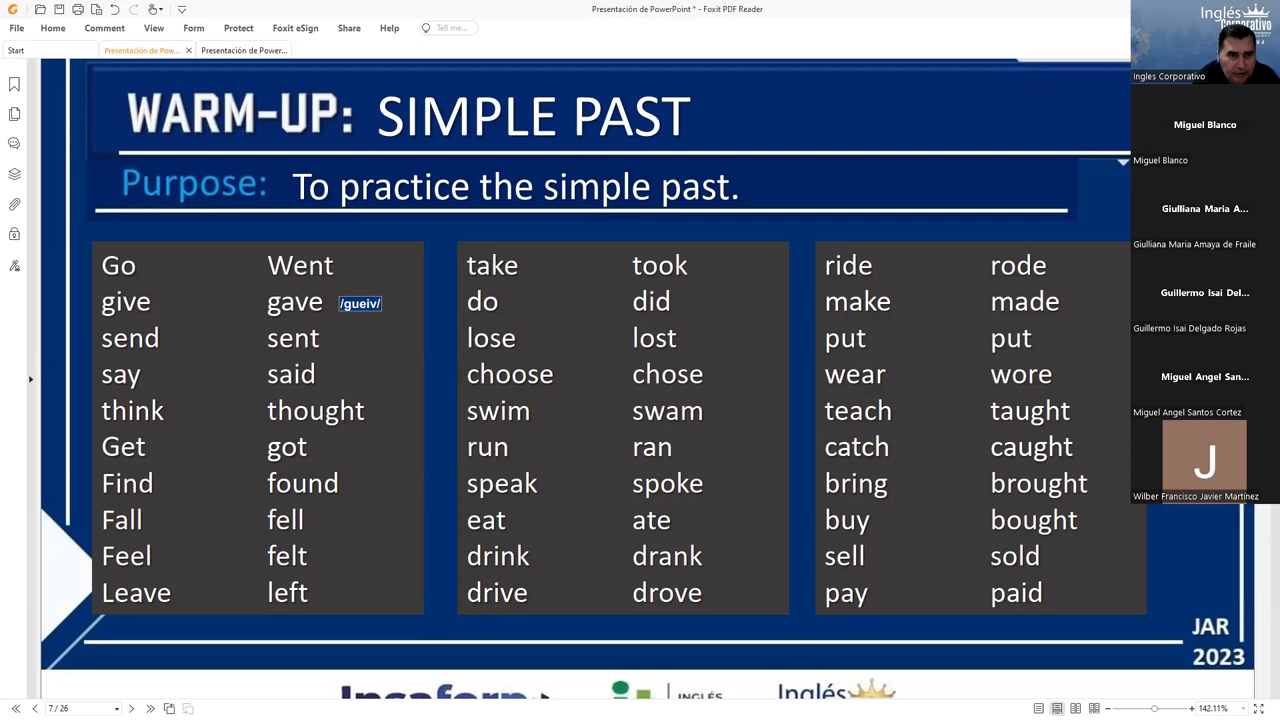 Presentación de PowerPoint * - Foxit PDF Reader
File Home Comment View Form Protect Foxit eSign Share Help Tell me...
Start Presentación de Pow... Presentación de Power...
WARM-UP: SIMPLE PAST
Purpose: To practice the simple past.
Go Went take took ride rode
give gave /gueiv/ do did make made
send sent lose lost put put
say said choose chose wear wore
think thought swim swam teach taught
Get got run ran catch caught
Find found speak spoke bring brought
Fall fell eat ate buy bought
Feel felt drink drank sell sold
Leave left drive drove pay paid
JAR
2023
Insaforp
INGLÉS
Inglés
7 / 26
142.11%
Inglés
Corporativo
Ingles Corporativo
Miguel Blanco
Miguel Blanco
Giulliana Maria A...
Giulliana Maria Amaya de Fraile
Guillermo Isai Del...
Guillermo Isai Delgado Rojas
Miguel Angel San...
Miguel Angel Santos Cortez
J
Wilber Francisco Javier Martínez